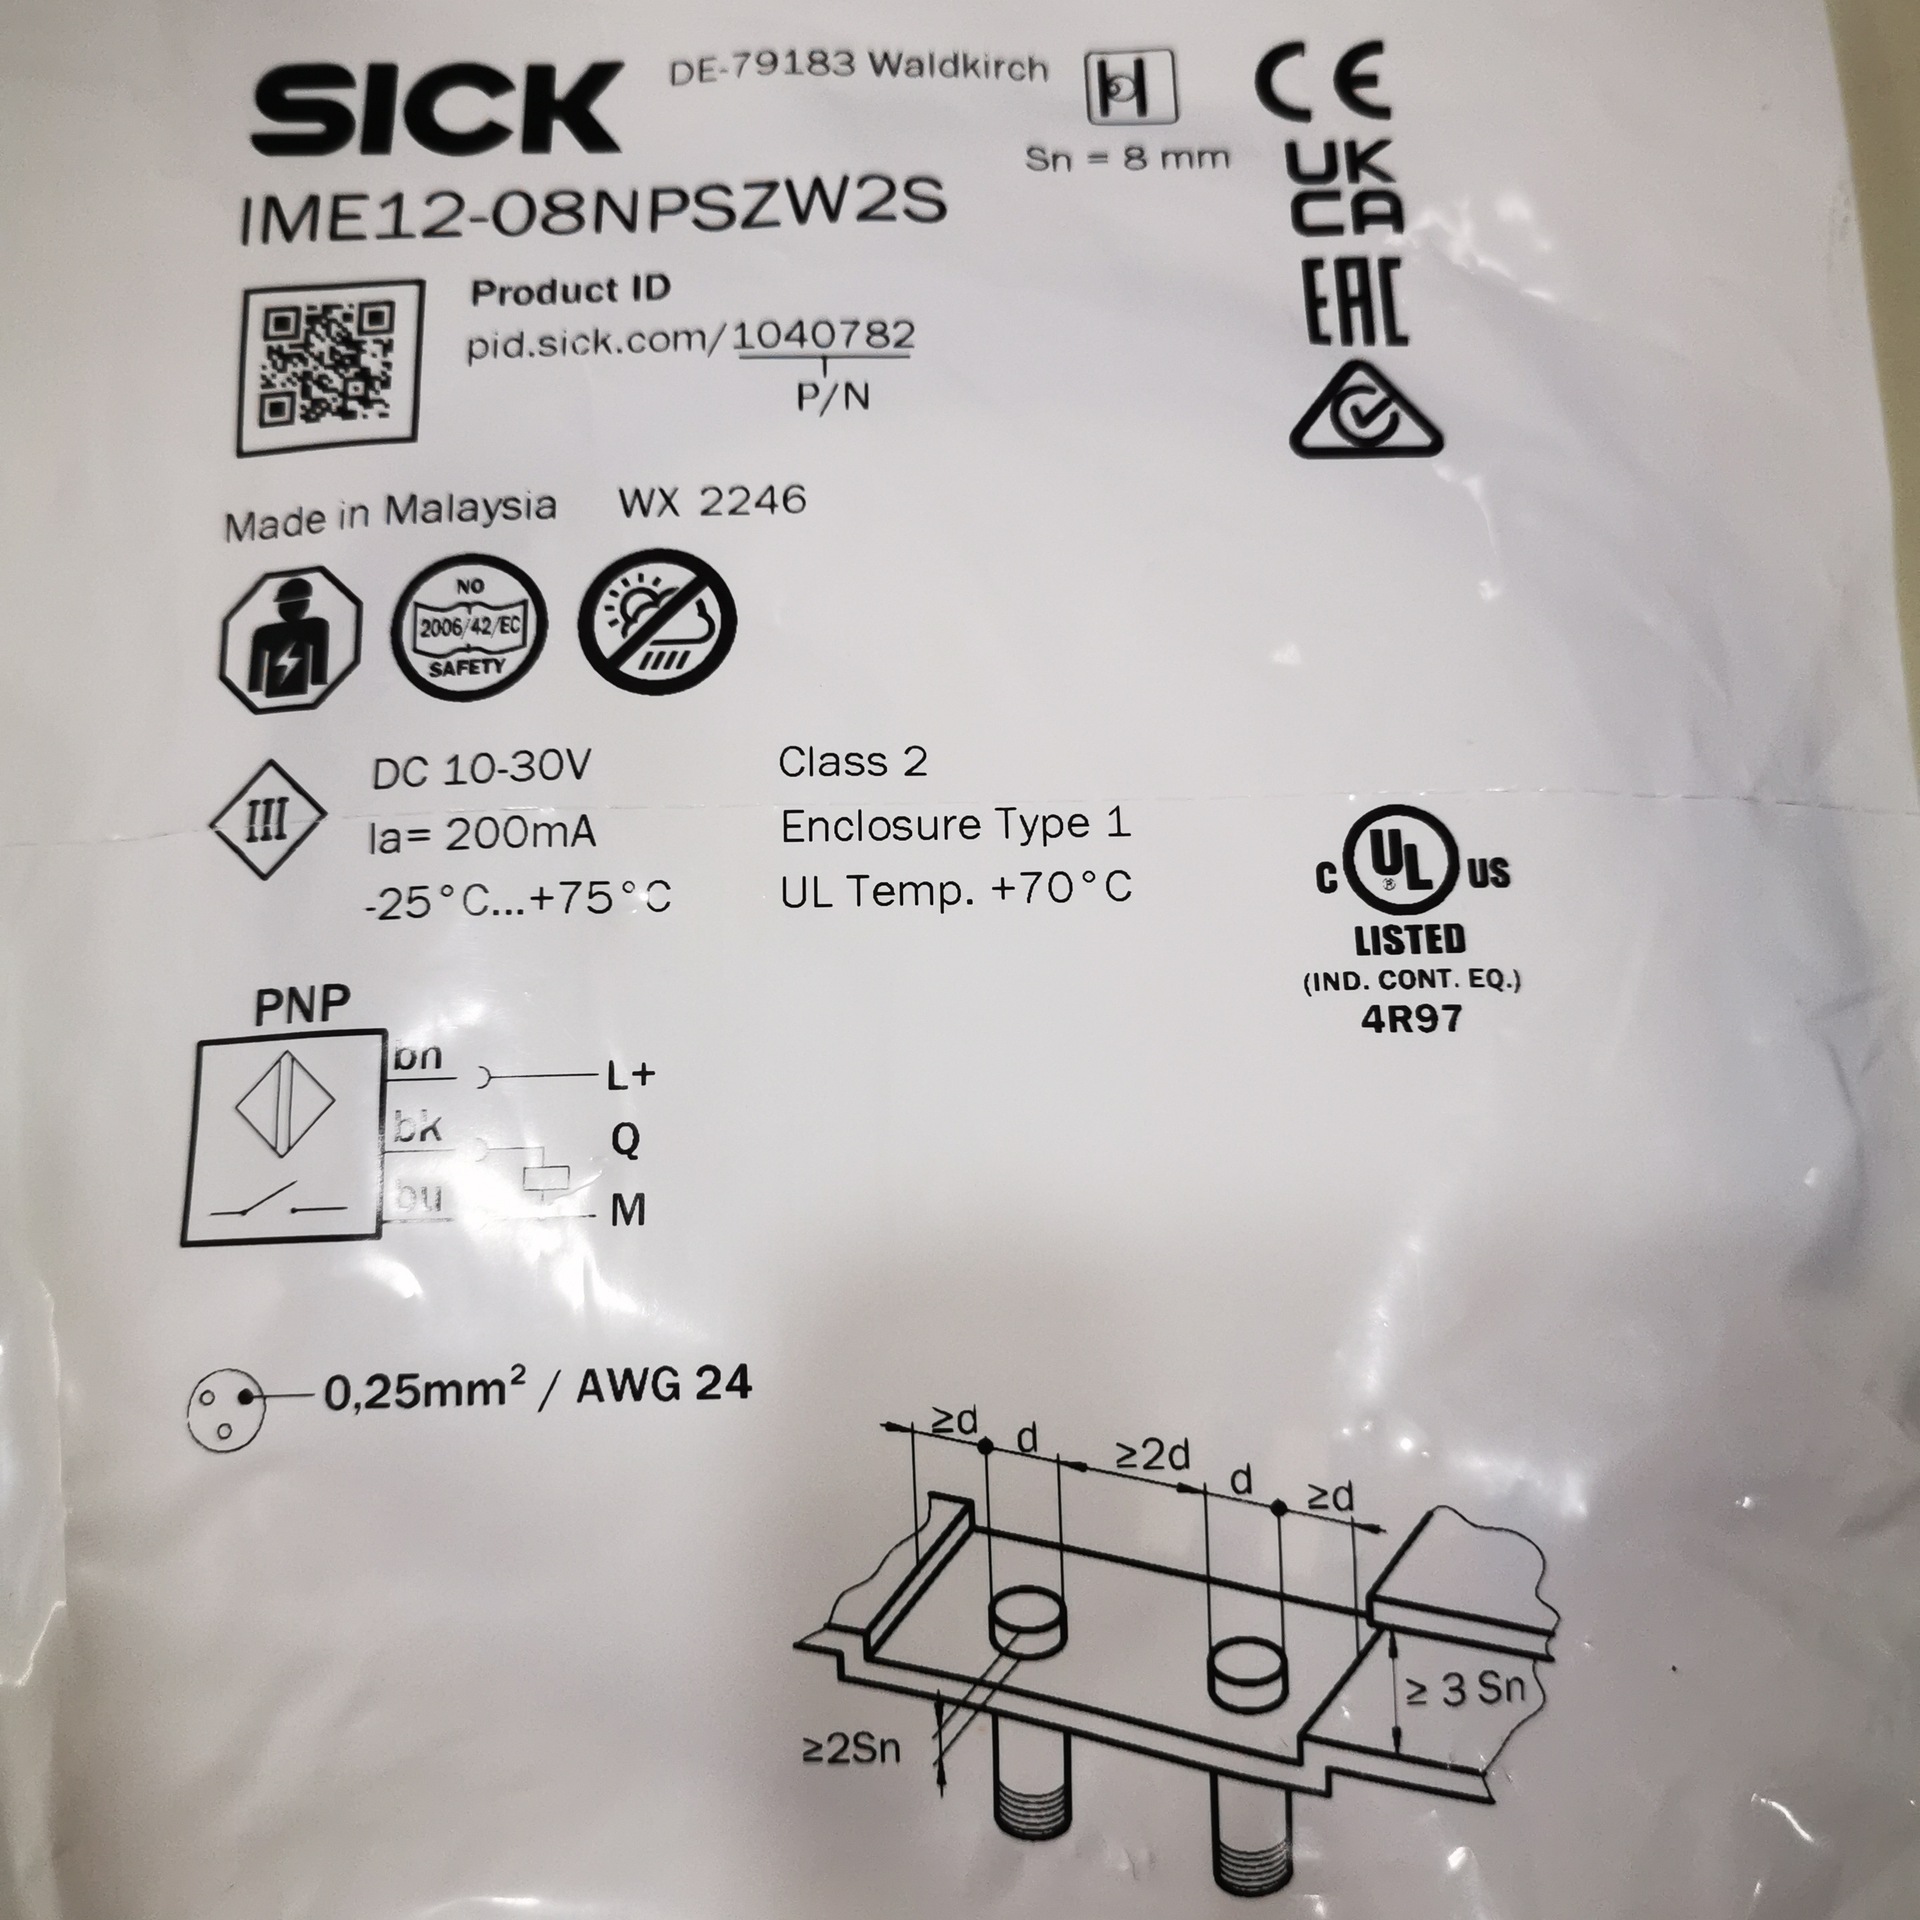 SICK DE-79183 Waldkirch
Sn = 8 mm
CE
UK
CA
EAC
IME12-08NPSZW2S
Product ID
pid.sick.com/1040782
P/N
Made in Malaysia WX 2246
NO
2006/42/EC
SAFETY
III
DC 10-30V Class 2
Ia= 200mA Enclosure Type 1
-25°C...+75°C UL Temp. +70°C
C UL® US
LISTED
(IND. CONT. EQ.)
4R97
PNP
bn L+
bk Q
bu M
0,25mm² / AWG 24
≥d d ≥2d d ≥d
≥ 3 Sn
≥2Sn